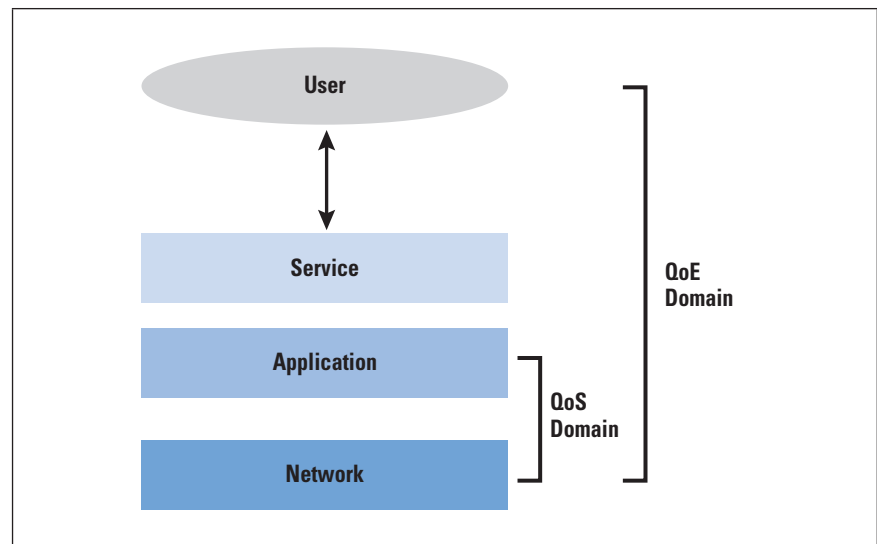 User
Service
QoE
Domain
Application
QoS
Domain
Network